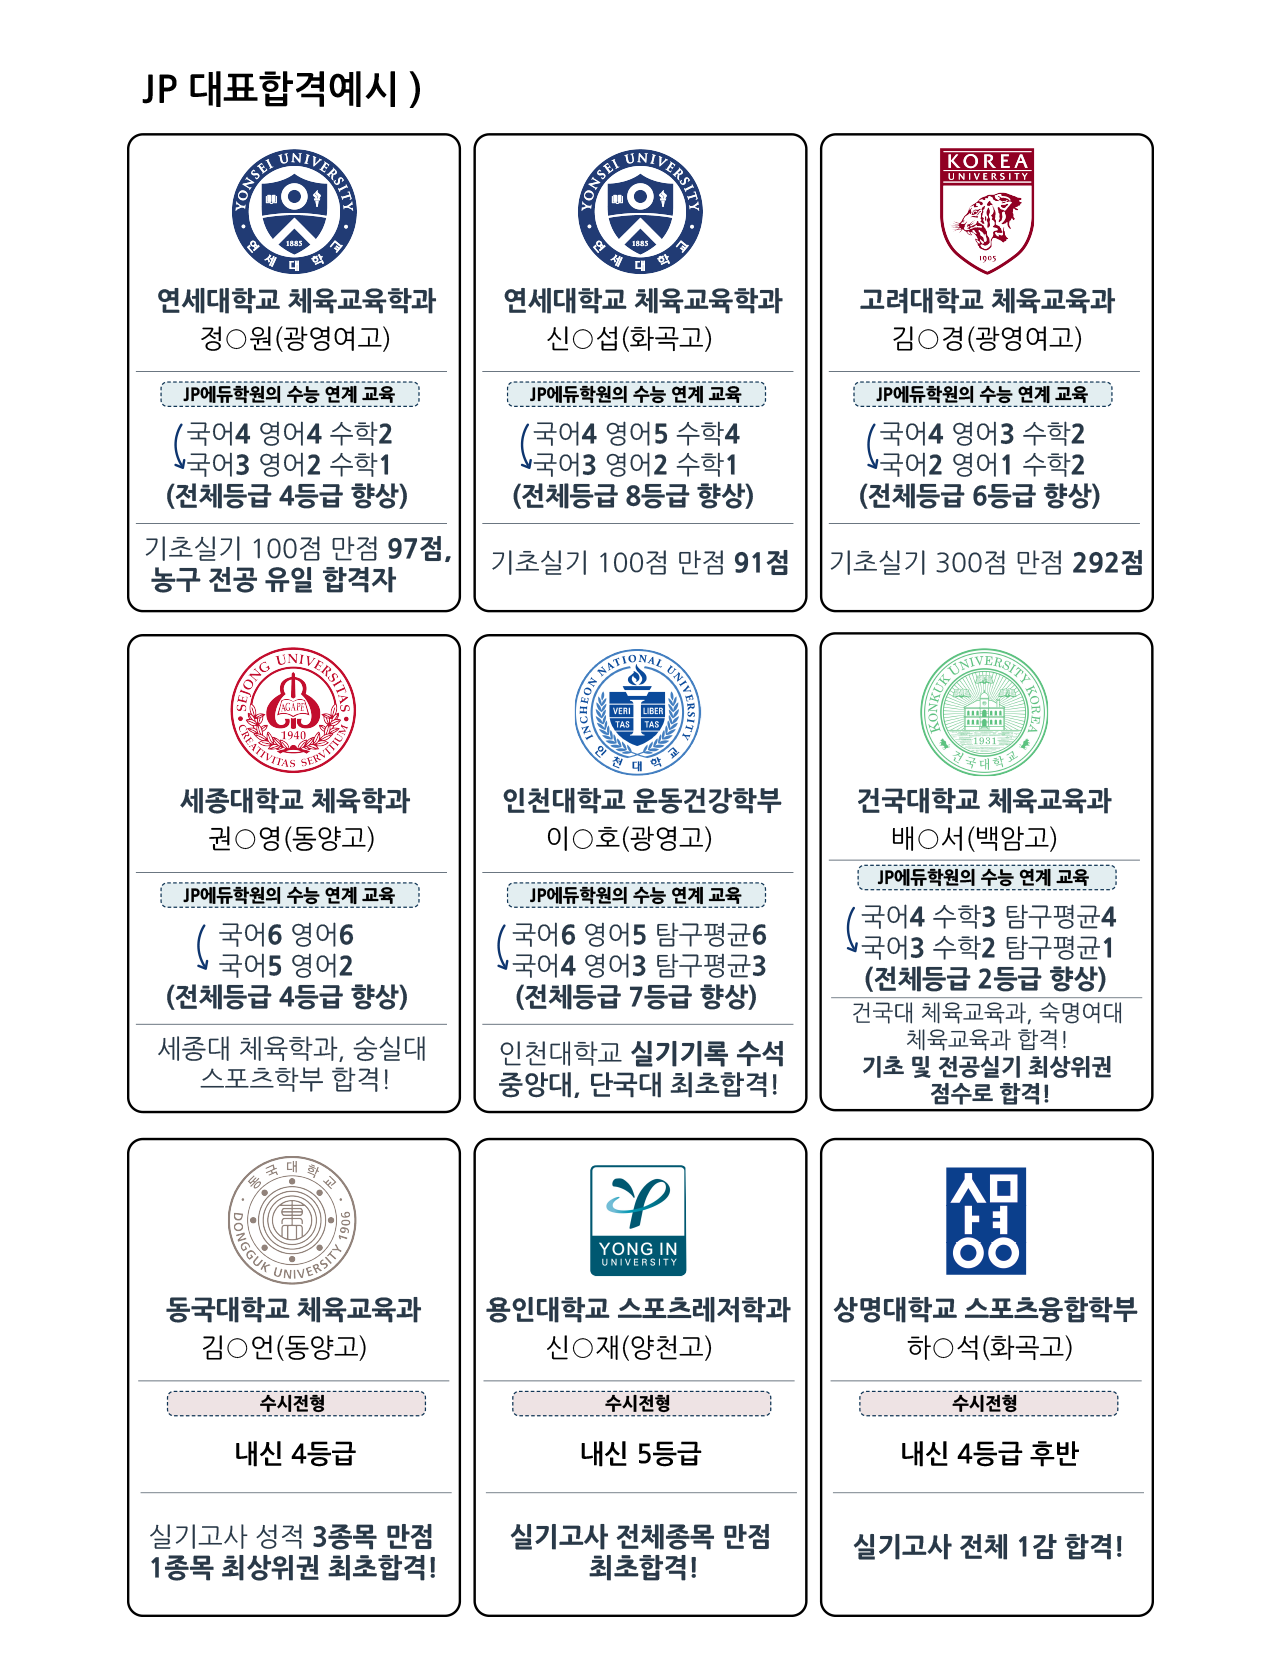 JP 대표합격예시 )
YONSEI UNIVERSITY
1885
연세대학교
연세대학교 체육교육학과
정○원(광영여고)
JP에듀학원의 수능 연계 교육
국어4 영어4 수학2
국어3 영어2 수학1
(전체등급 4등급 향상)
기초실기 100점 만점 97점,
농구 전공 유일 합격자
YONSEI UNIVERSITY
1885
연세대학교
연세대학교 체육교육학과
신○섭(화곡고)
JP에듀학원의 수능 연계 교육
국어4 영어5 수학4
국어3 영어2 수학1
(전체등급 8등급 향상)
기초실기 100점 만점 91점
KOREA
UNIVERSITY
1905
고려대학교 체육교육과
김○경(광영여고)
JP에듀학원의 수능 연계 교육
국어4 영어3 수학2
국어2 영어1 수학2
(전체등급 6등급 향상)
기초실기 300점 만점 292점
SEJONG UNIVERSITAS
AGAPE
1940
CREATIVITAS SERVITIUM
세종대학교 체육학과
권○영(동양고)
JP에듀학원의 수능 연계 교육
국어6 영어6
국어5 영어2
(전체등급 4등급 향상)
세종대 체육학과, 숭실대
스포츠학부 합격!
INCHEON NATIONAL UNIVERSITY
VERI LIBER
TAS TAS
인천대학교
인천대학교 운동건강학부
이○호(광영고)
JP에듀학원의 수능 연계 교육
국어6 영어5 탐구평균6
국어4 영어3 탐구평균3
(전체등급 7등급 향상)
인천대학교 실기기록 수석
중앙대, 단국대 최초합격!
KONKUK UNIVERSITY KOREA
1931
건국대학교
건국대학교 체육교육과
배○서(백암고)
JP에듀학원의 수능 연계 교육
국어4 수학3 탐구평균4
국어3 수학2 탐구평균1
(전체등급 2등급 향상)
건국대 체육교육과, 숙명여대
체육교육과 합격!
기초 및 전공실기 최상위권
점수로 합격!
동국대학교
DONGGUK UNIVERSITY 1906
동국대학교 체육교육과
김○언(동양고)
수시전형
내신 4등급
실기고사 성적 3종목 만점
1종목 최상위권 최초합격!
YONG IN
UNIVERSITY
용인대학교 스포츠레저학과
신○재(양천고)
수시전형
내신 5등급
실기고사 전체종목 만점
최초합격!
상명
상명대학교 스포츠융합학부
하○석(화곡고)
수시전형
내신 4등급 후반
실기고사 전체 1감 합격!